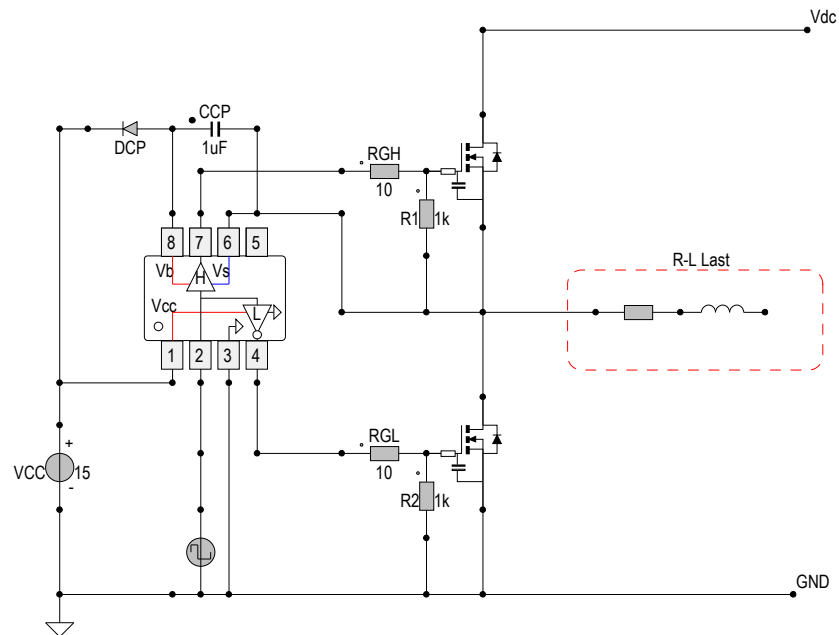 Vdc
CCP
1uF
DCP
RGH
10
R1
1k
8
7
6
5
Vb
H
Vs
Vcc
L
1
2
3
4
R-L Last
VCC
+
15
-
RGL
10
R2
1k
GND